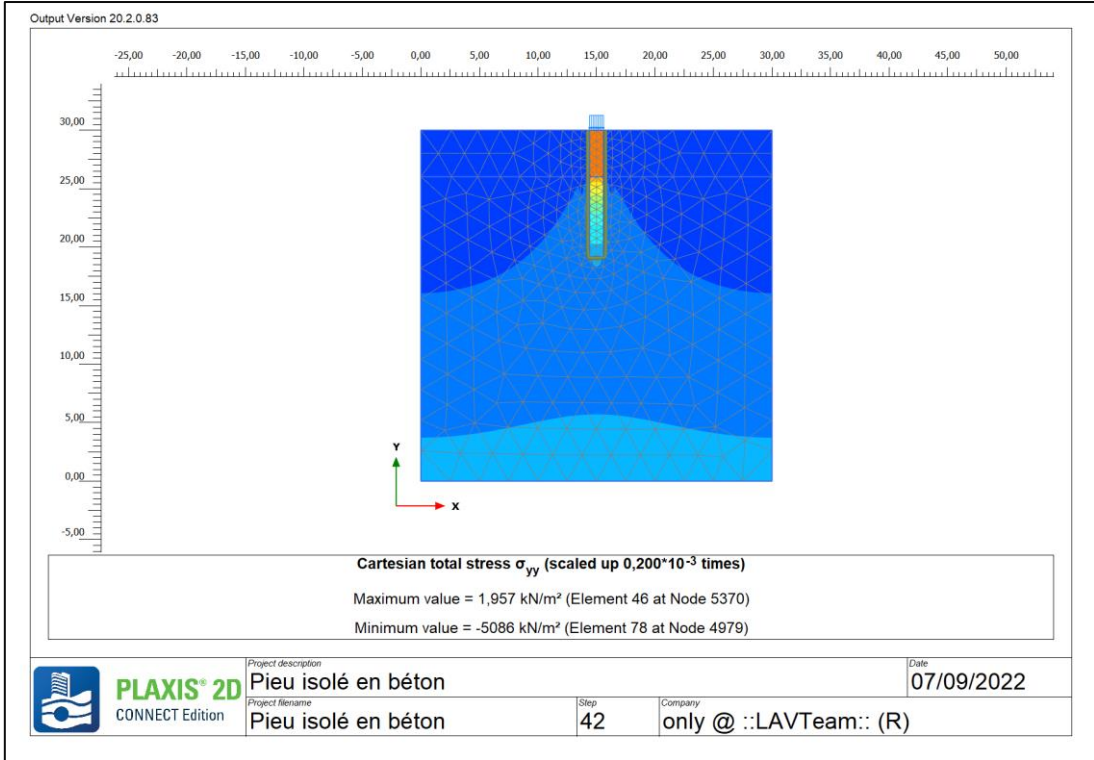 Output Version 20.2.0.83
-25,00 -20,00 -15,00 -10,00 -5,00 0,00 5,00 10,00 15,00 20,00 25,00 30,00 35,00 40,00 45,00 50,00
30,00
25,00
20,00
15,00
10,00
5,00
0,00
-5,00
Y
X
Cartesian total stress σyy (scaled up 0,200*10-3 times)
Maximum value = 1,957 kN/m² (Element 46 at Node 5370)
Minimum value = -5086 kN/m² (Element 78 at Node 4979)
PLAXIS® 2D
CONNECT Edition
Project description
Pieu isolé en béton
Date
07/09/2022
Project filename
Pieu isolé en béton
Step
42
Company
only @ ::LAVTeam:: (R)